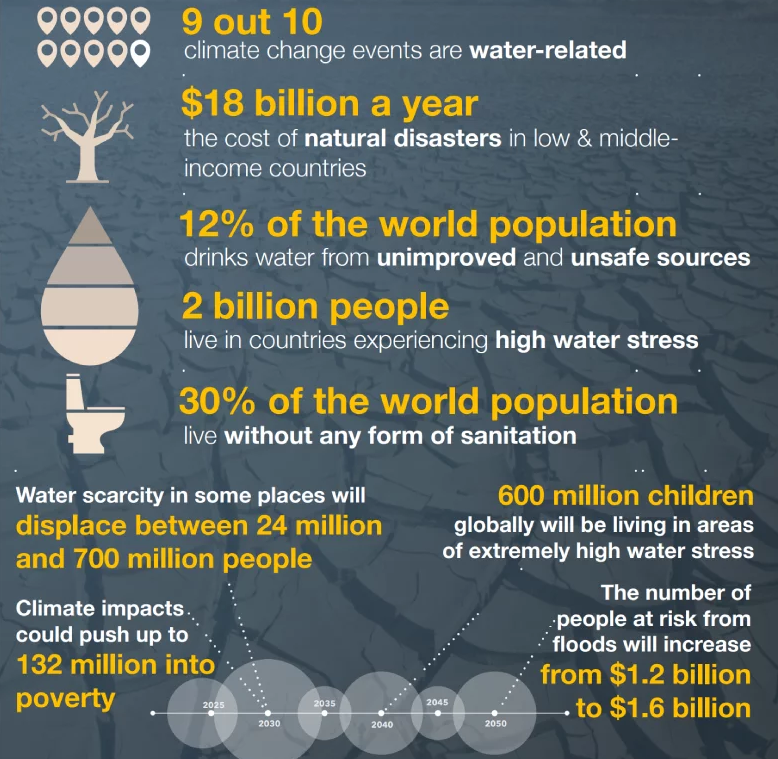 9 out 10
climate change events are water-related
$18 billion a year
the cost of natural disasters in low & middle-
income countries
12% of the world population
drinks water from unimproved and unsafe sources
2 billion people
live in countries experiencing high water stress
30% of the world population
live without any form of sanitation
Water scarcity in some places will
displace between 24 million
and 700 million people
600 million children
globally will be living in areas
of extremely high water stress
Climate impacts
could push up to
132 million into
poverty
The number of
people at risk from
floods will increase
from $1.2 billion
to $1.6 billion
2025
2030
2035
2040
2045
2050